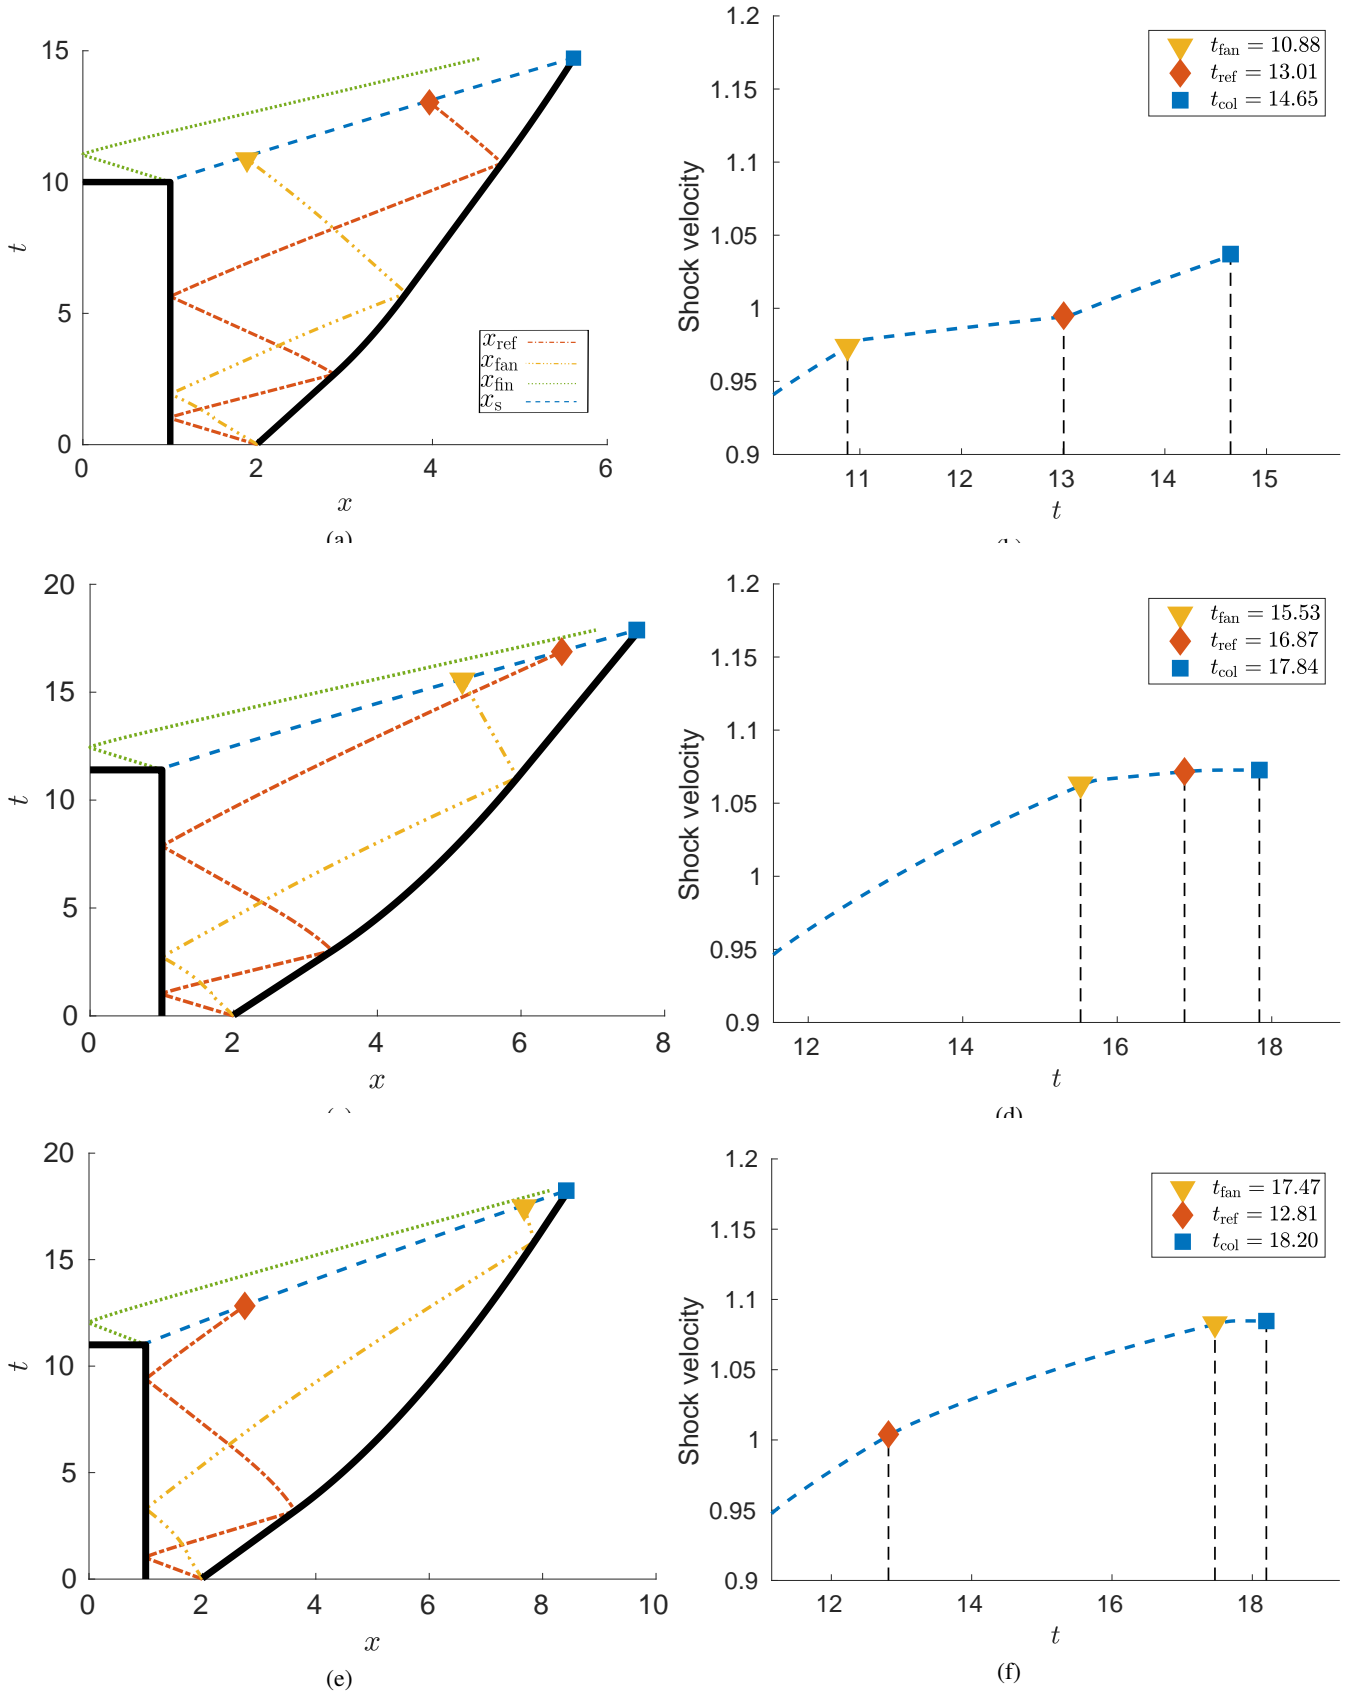 15
10
5
0
t
0
2
4
6
x
x_ref
x_fan
x_fin
x_s
(a)
1.2
1.15
1.1
1.05
1
0.95
0.9
Shock velocity
11
12
13
14
15
t
t_fan = 10.88
t_ref = 13.01
t_col = 14.65
20
15
10
5
0
t
0
2
4
6
8
x
1.2
1.15
1.1
1.05
1
0.95
0.9
Shock velocity
12
14
16
18
t
t_fan = 15.53
t_ref = 16.87
t_col = 17.84
(d)
20
15
10
5
0
t
0
2
4
6
8
10
x
(e)
1.2
1.15
1.1
1.05
1
0.95
0.9
Shock velocity
12
14
16
18
t
t_fan = 17.47
t_ref = 12.81
t_col = 18.20
(f)